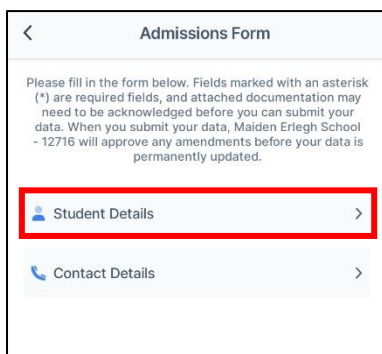 Admissions Form
Please fill in the form below. Fields marked with an asterisk
(*) are required fields, and attached documentation may
need to be acknowledged before you can submit your
data. When you submit your data, Maiden Erlegh School
- 12716 will approve any amendments before your data is
permanently updated.
Student Details
Contact Details